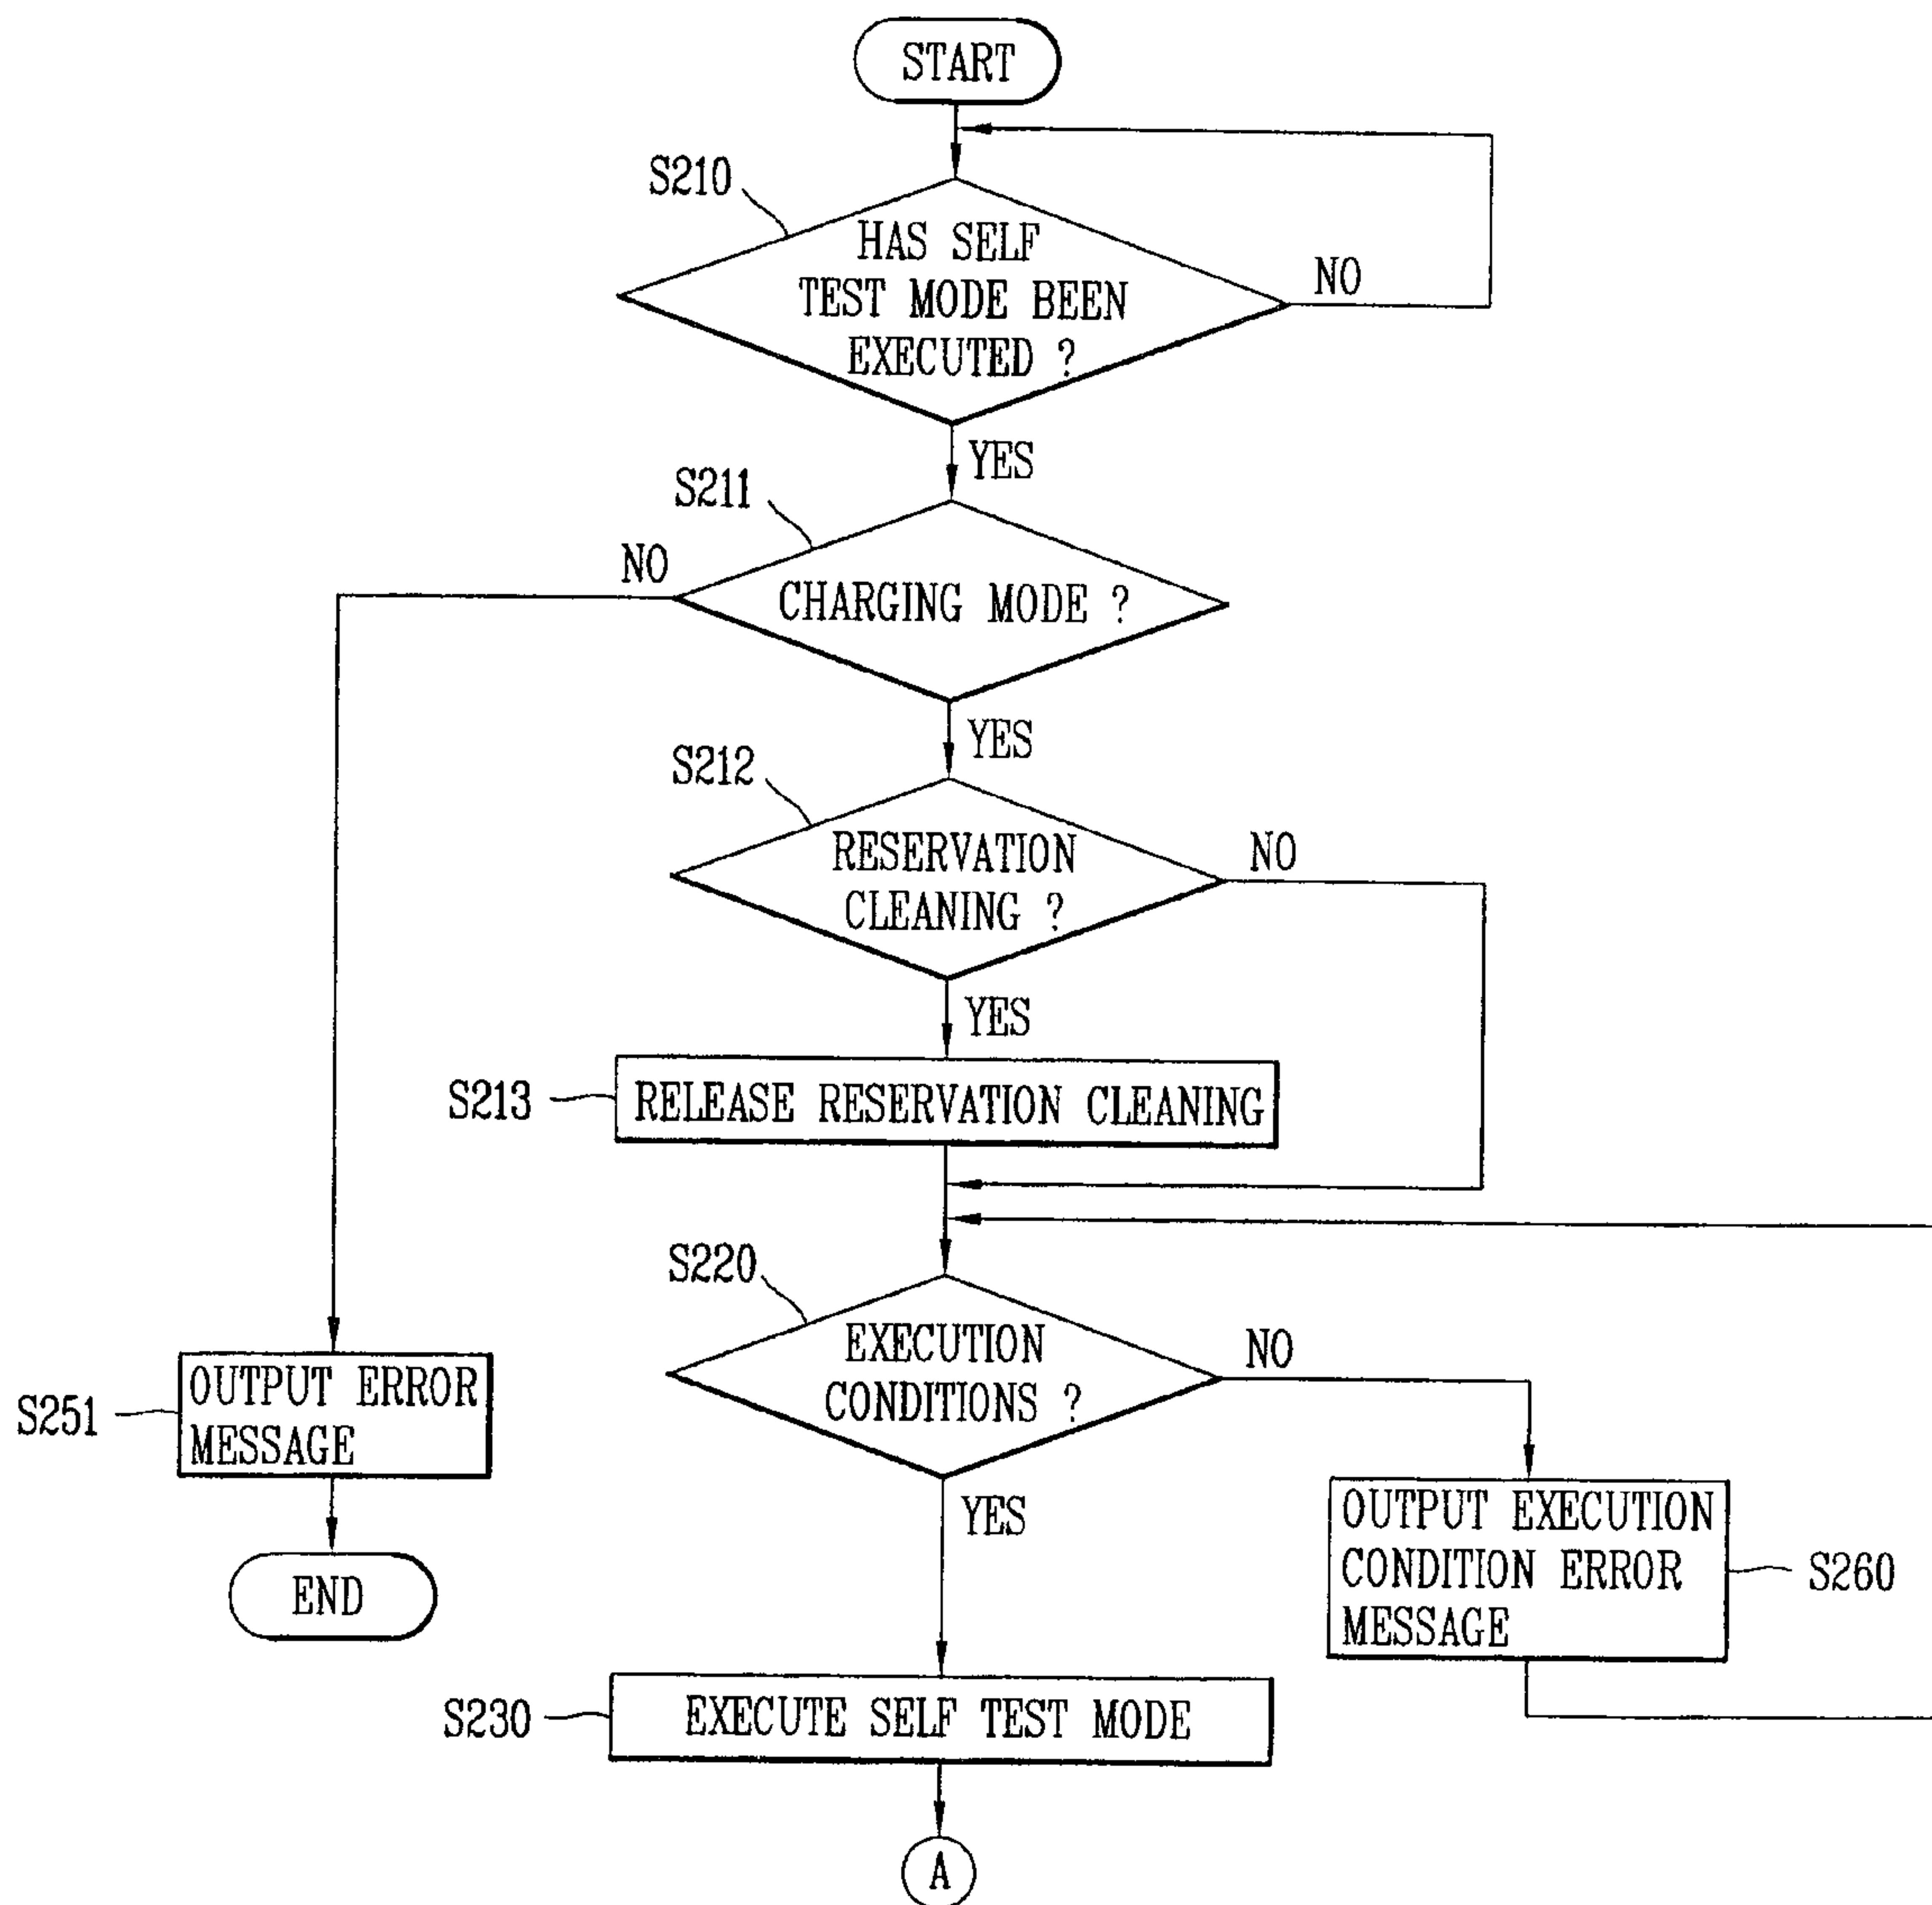 START
S210
HAS SELF
TEST MODE BEEN
EXECUTED ?
NO
YES
S211
NO
CHARGING MODE ?
YES
S212
RESERVATION
CLEANING ?
NO
YES
S213
RELEASE RESERVATION CLEANING
S220
EXECUTION
CONDITIONS ?
NO
S251
OUTPUT ERROR
MESSAGE
YES
OUTPUT EXECUTION
CONDITION ERROR
MESSAGE
S260
END
S230
EXECUTE SELF TEST MODE
A